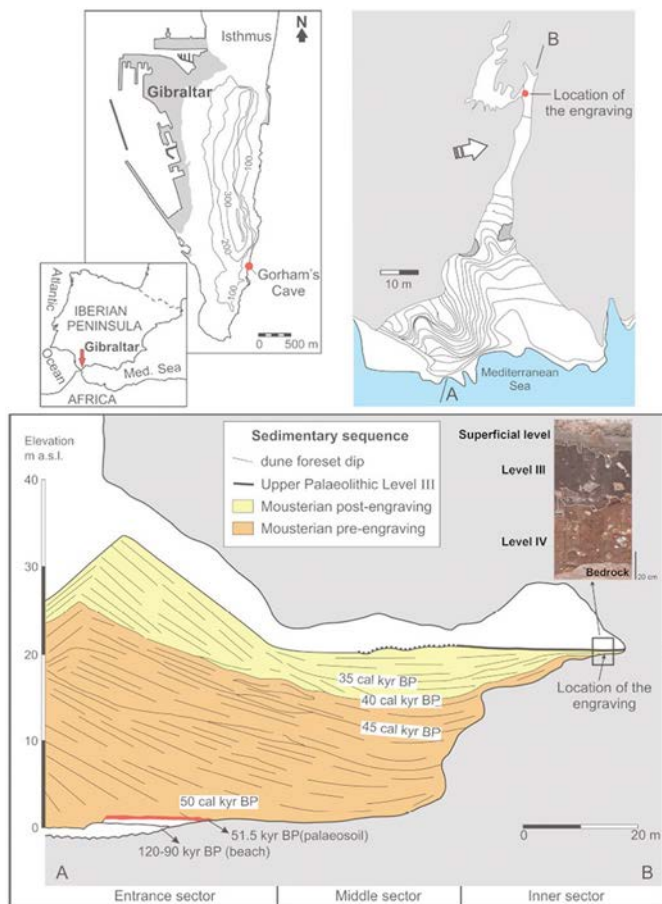 Isthmus
N
Gibraltar
100
300
200
100
Gorham's
Cave
0
500 m
Atlantic
Ocean
IBERIAN
PENINSULA
Gibraltar
Med. Sea
AFRICA
B
Location of
the engraving
10 m
Mediterranean
Sea
A
Elevation
m a.s.l.
40
30
20
10
0
Sedimentary sequence
dune foreset dip
Upper Palaeolithic Level III
Mousterian post-engraving
Mousterian pre-engraving
Superficial level
Level III
Level IV
Bedrock
20 cm
Location of the
engraving
35 cal kyr BP
40 cal kyr BP
45 cal kyr BP
50 cal kyr BP
51.5 kyr BP(palaeosoil)
120-90 kyr BP (beach)
0
20 m
A
B
Entrance sector
Middle sector
Inner sector